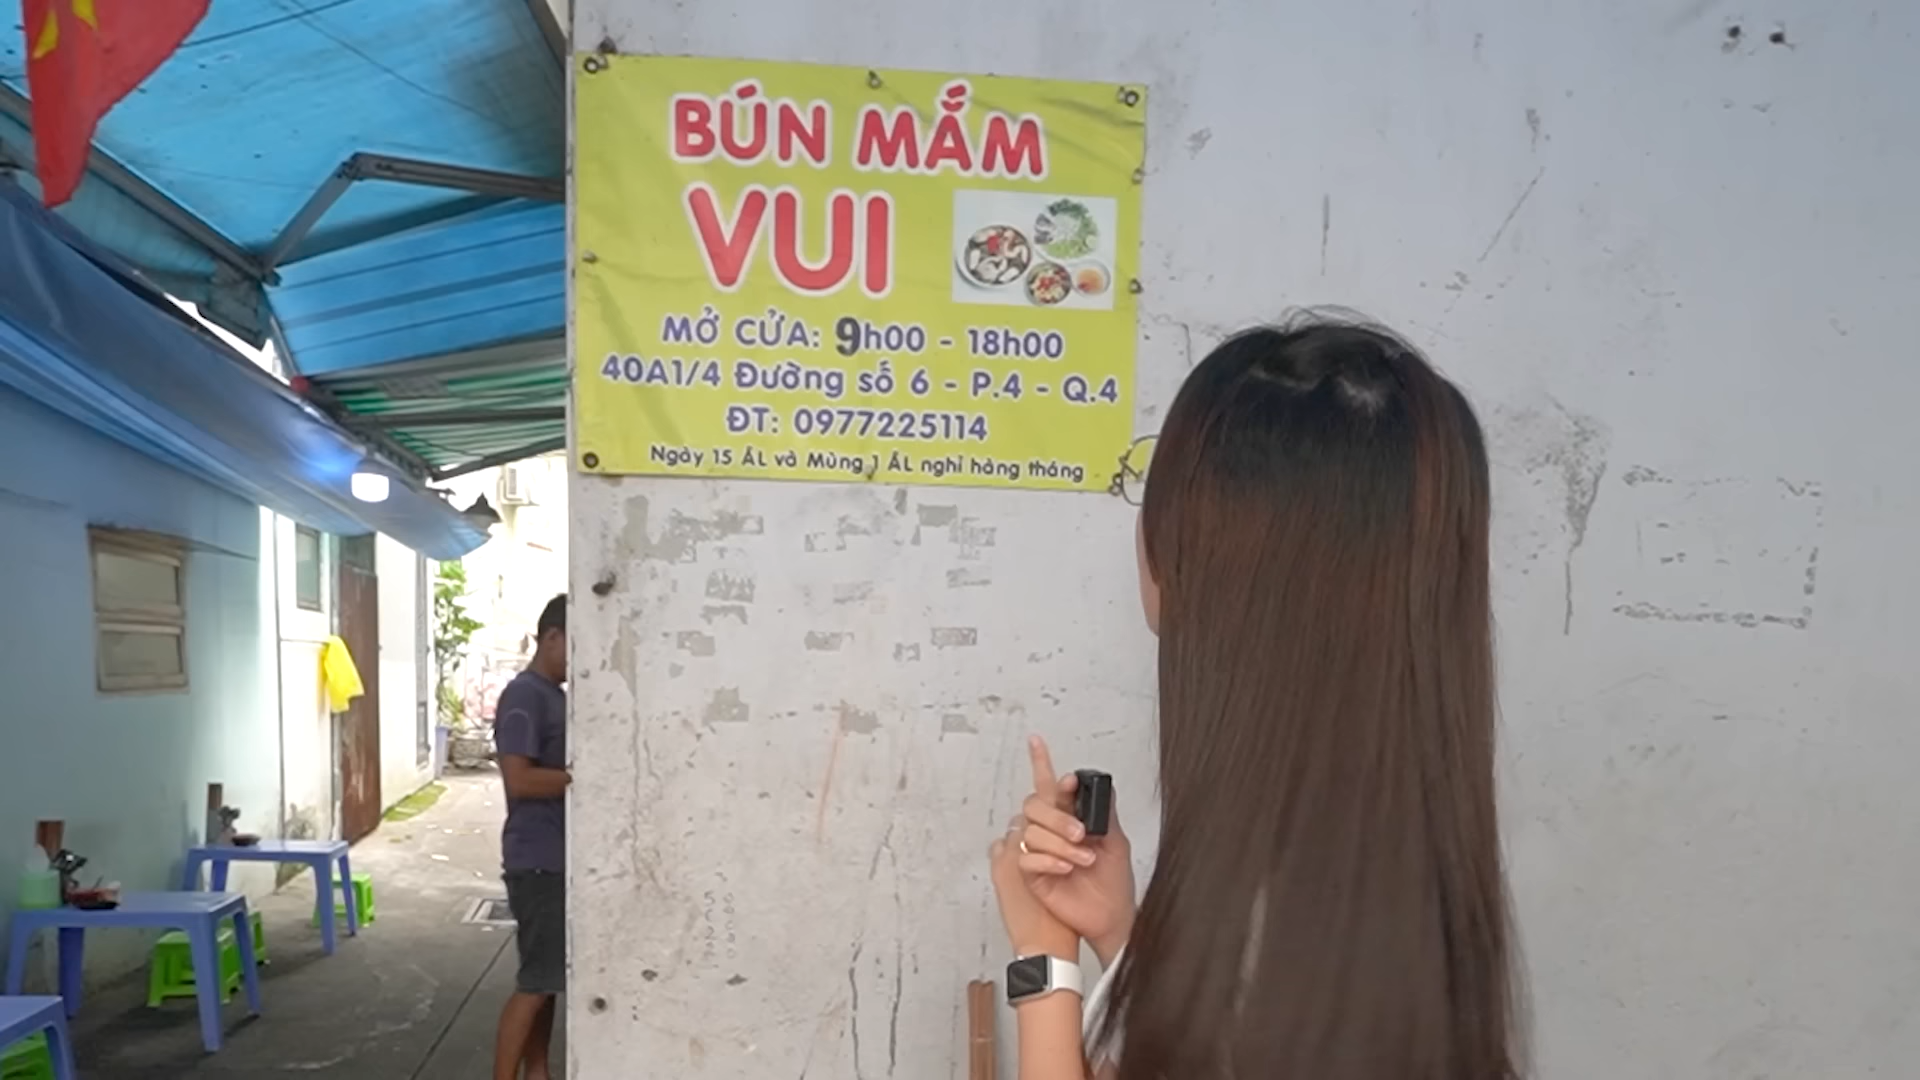 BÚN MẮM
VUI
MỞ CỬA: 9h00 - 18h00
40A1/4 Đường số 6 - P.4 - Q.4
ĐT: 0977225114
Ngày 15 ÂL và Mùng 1 ÂL nghỉ hàng tháng